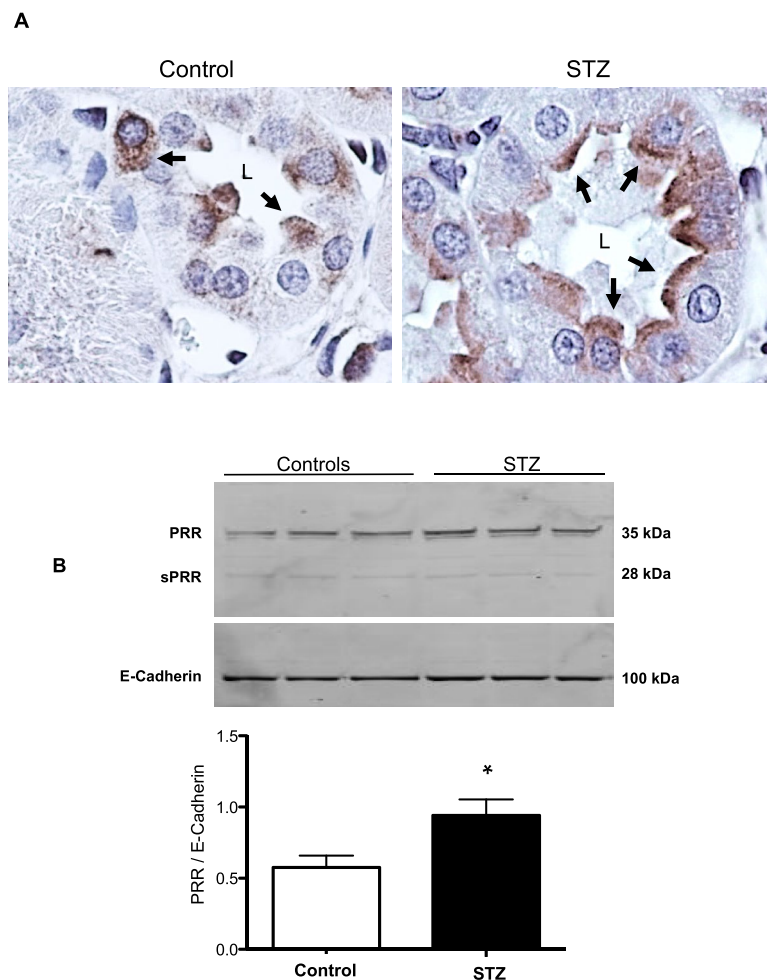 A
Control STZ
L
L
Controls STZ
PRR 35 kDa
B
sPRR 28 kDa
E-Cadherin 100 kDa
1.5
*
1.0
PRR / E-Cadherin
0.5
0.0
Control STZ